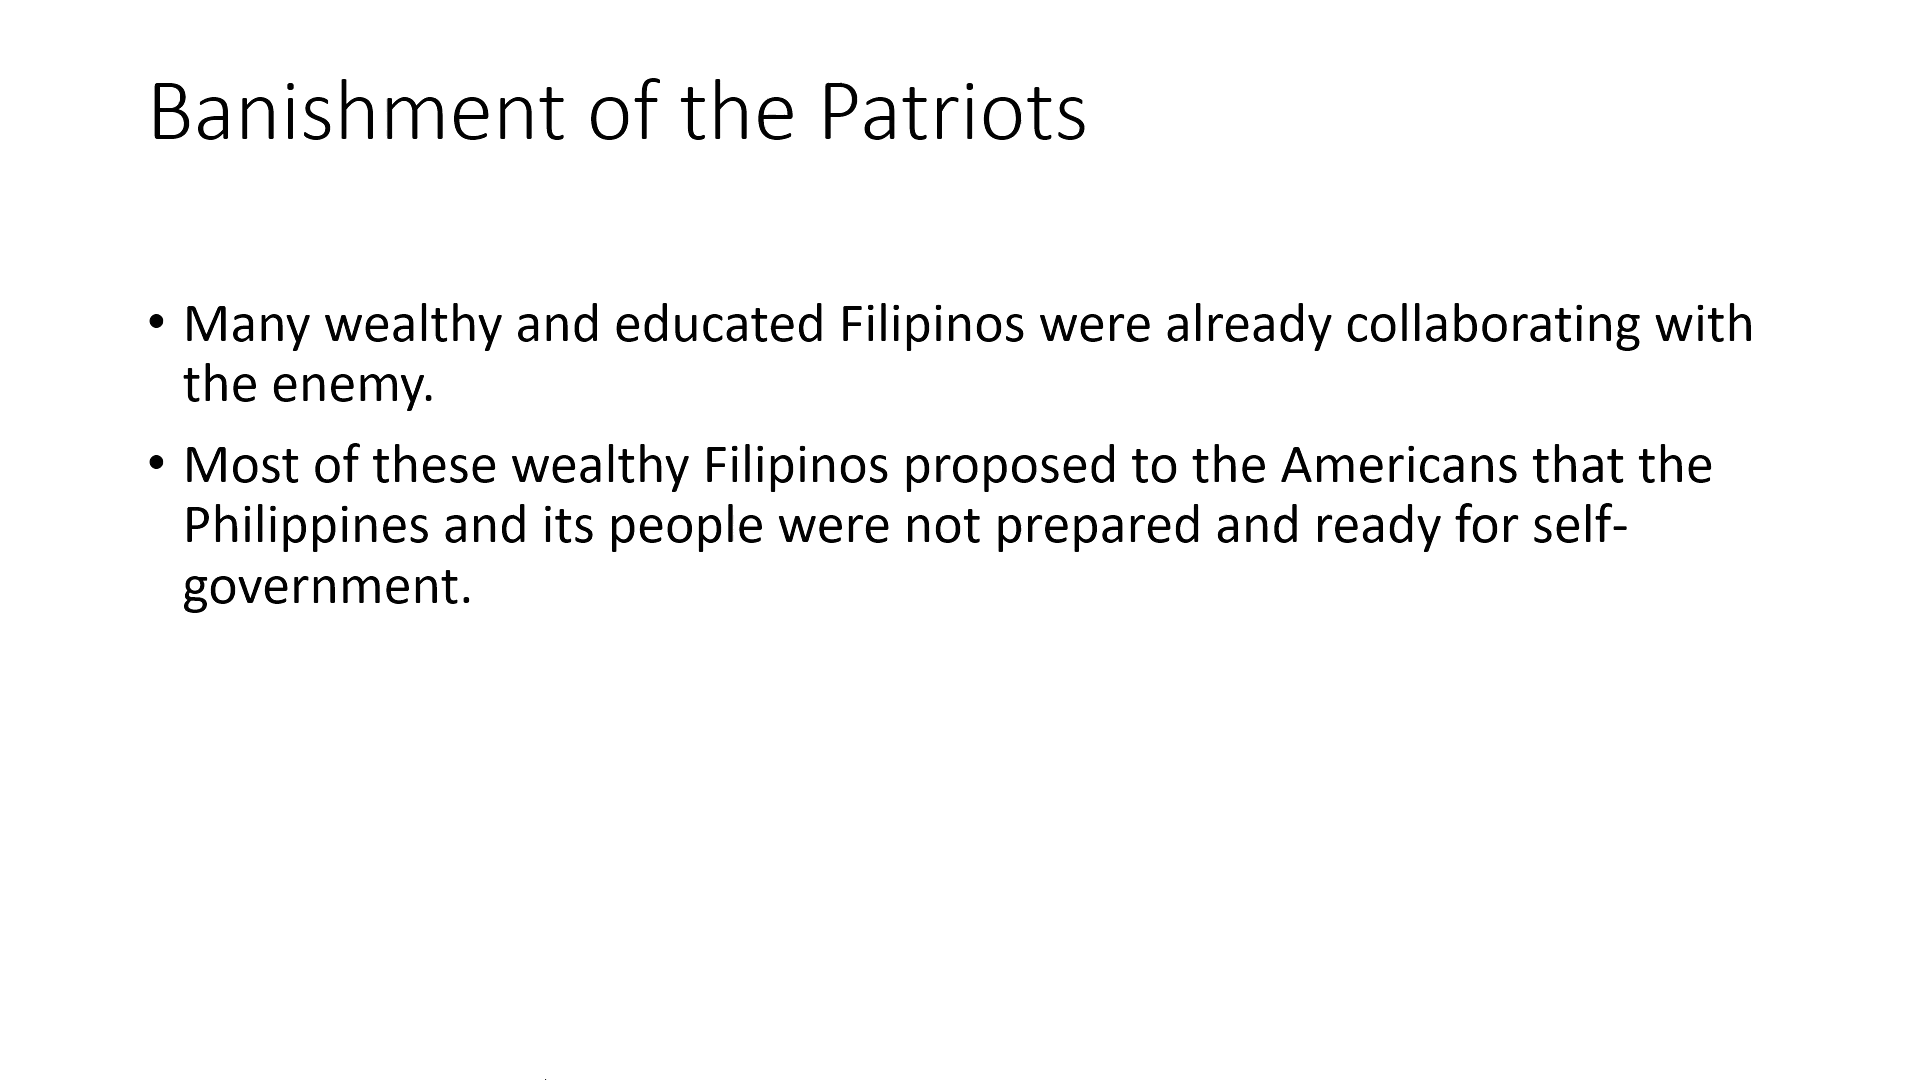 Banishment of the Patriots
• Many wealthy and educated Filipinos were already collaborating with
the enemy.
• Most of these wealthy Filipinos proposed to the Americans that the
Philippines and its people were not prepared and ready for self-
government.